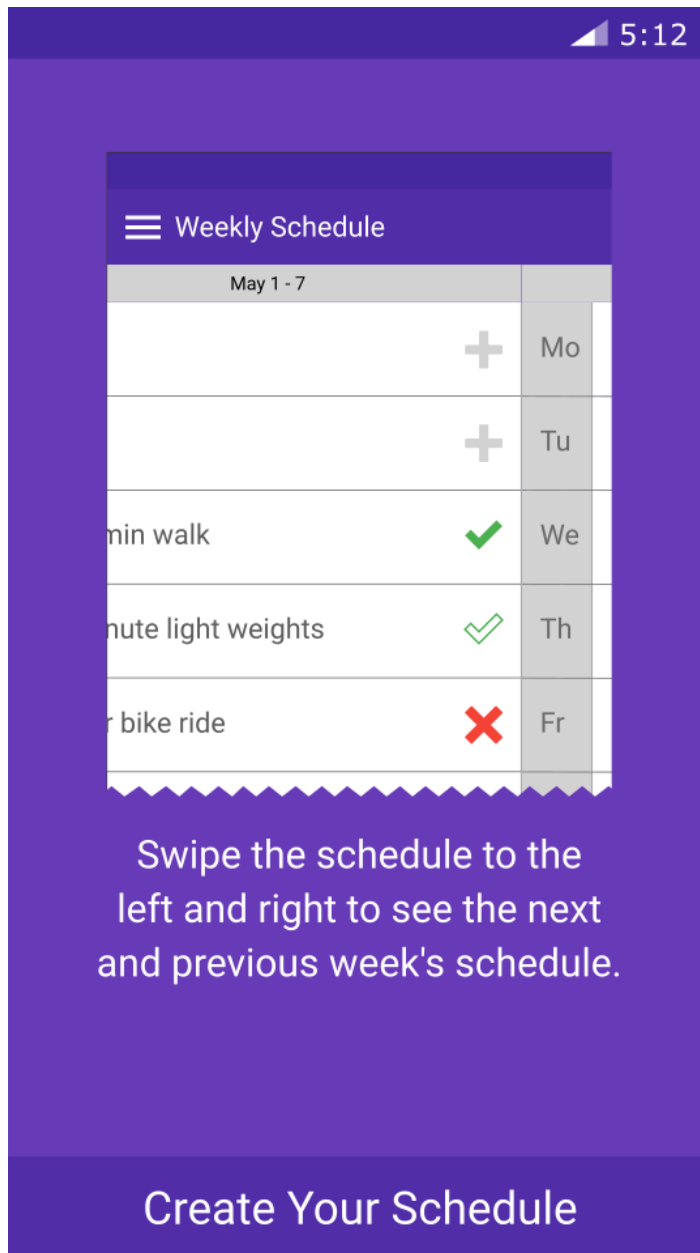 5:12
Weekly Schedule
May 1 - 7
Mo
Tu
min walk
We
nute light weights
Th
r bike ride
Fr
Swipe the schedule to the
left and right to see the next
and previous week's schedule.
Create Your Schedule